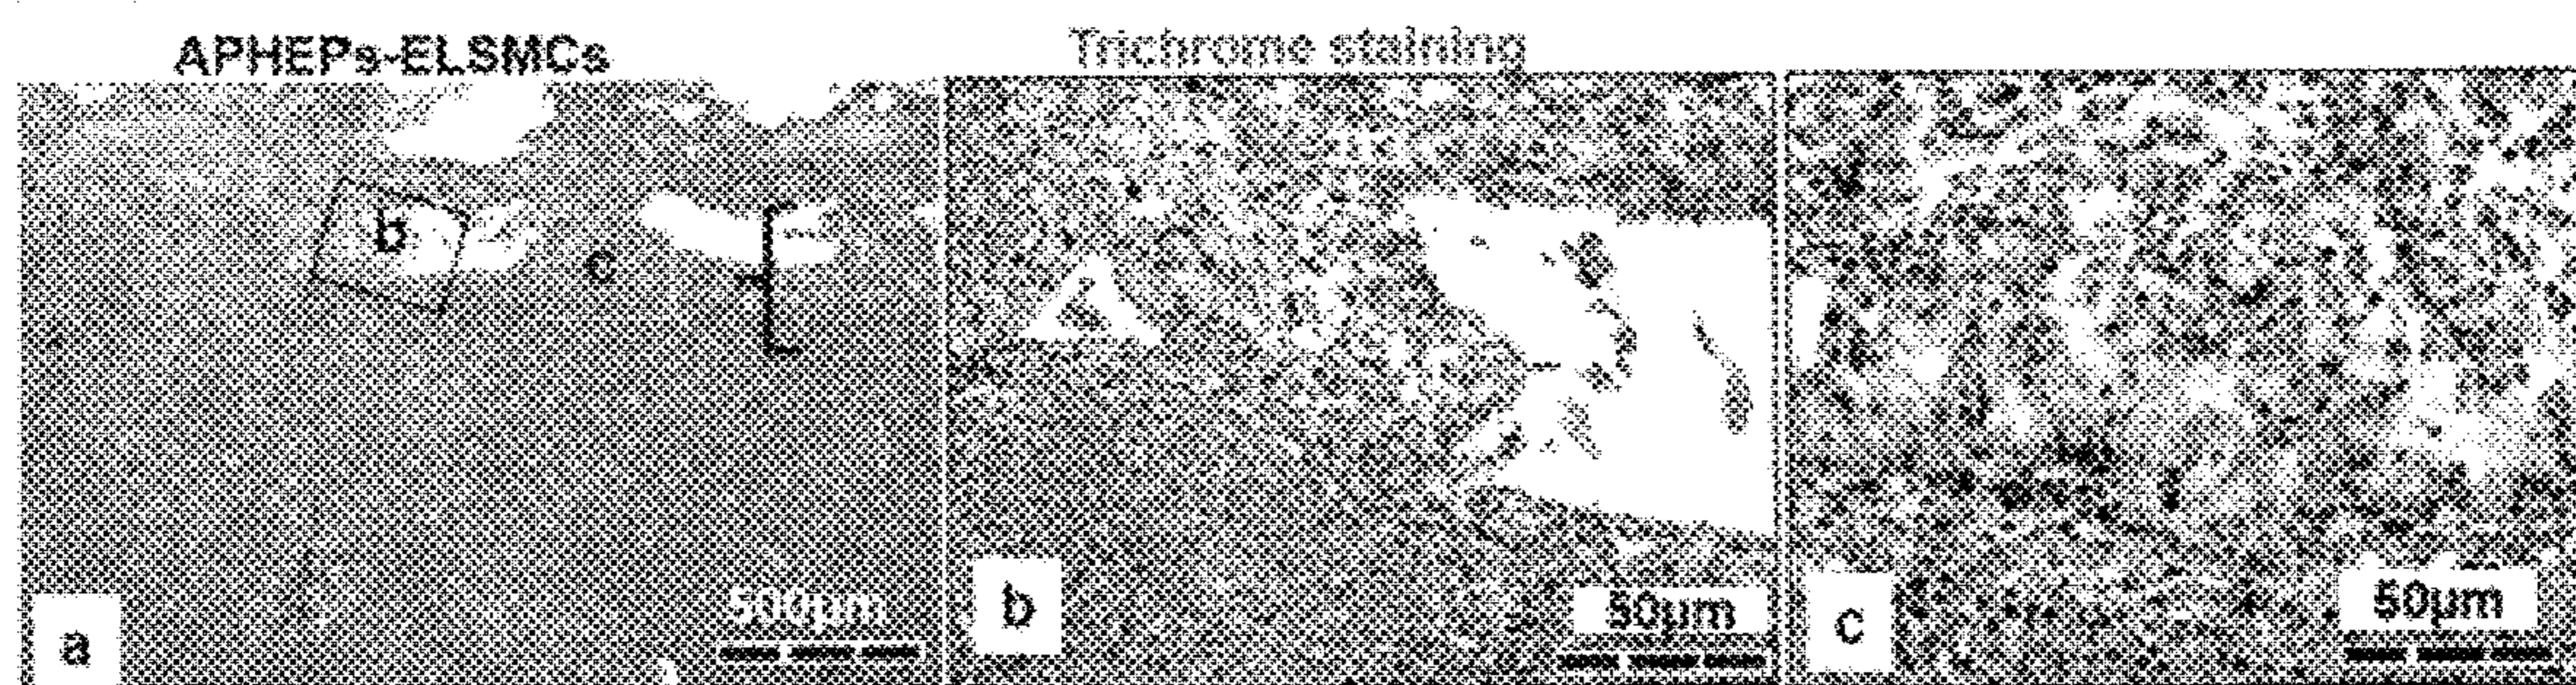 APHEPs-ELSMCs
Trichrome staining
b
c
500µm
a
50µm
b
50µm
c